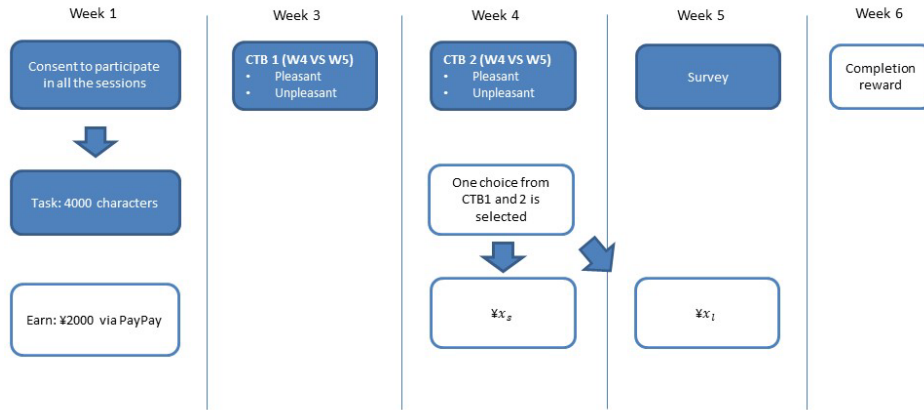 Week 1
Week 3
Week 4
Week 5
Week 6
Consent to participate
in all the sessions
CTB 1 (W4 VS W5)
• Pleasant
• Unpleasant
CTB 2 (W4 VS W5)
• Pleasant
• Unpleasant
Survey
Completion
reward
Task: 4000 characters
One choice from
CTB1 and 2 is
selected
Earn: ¥2000 via PayPay
¥xₛ
¥xₗ